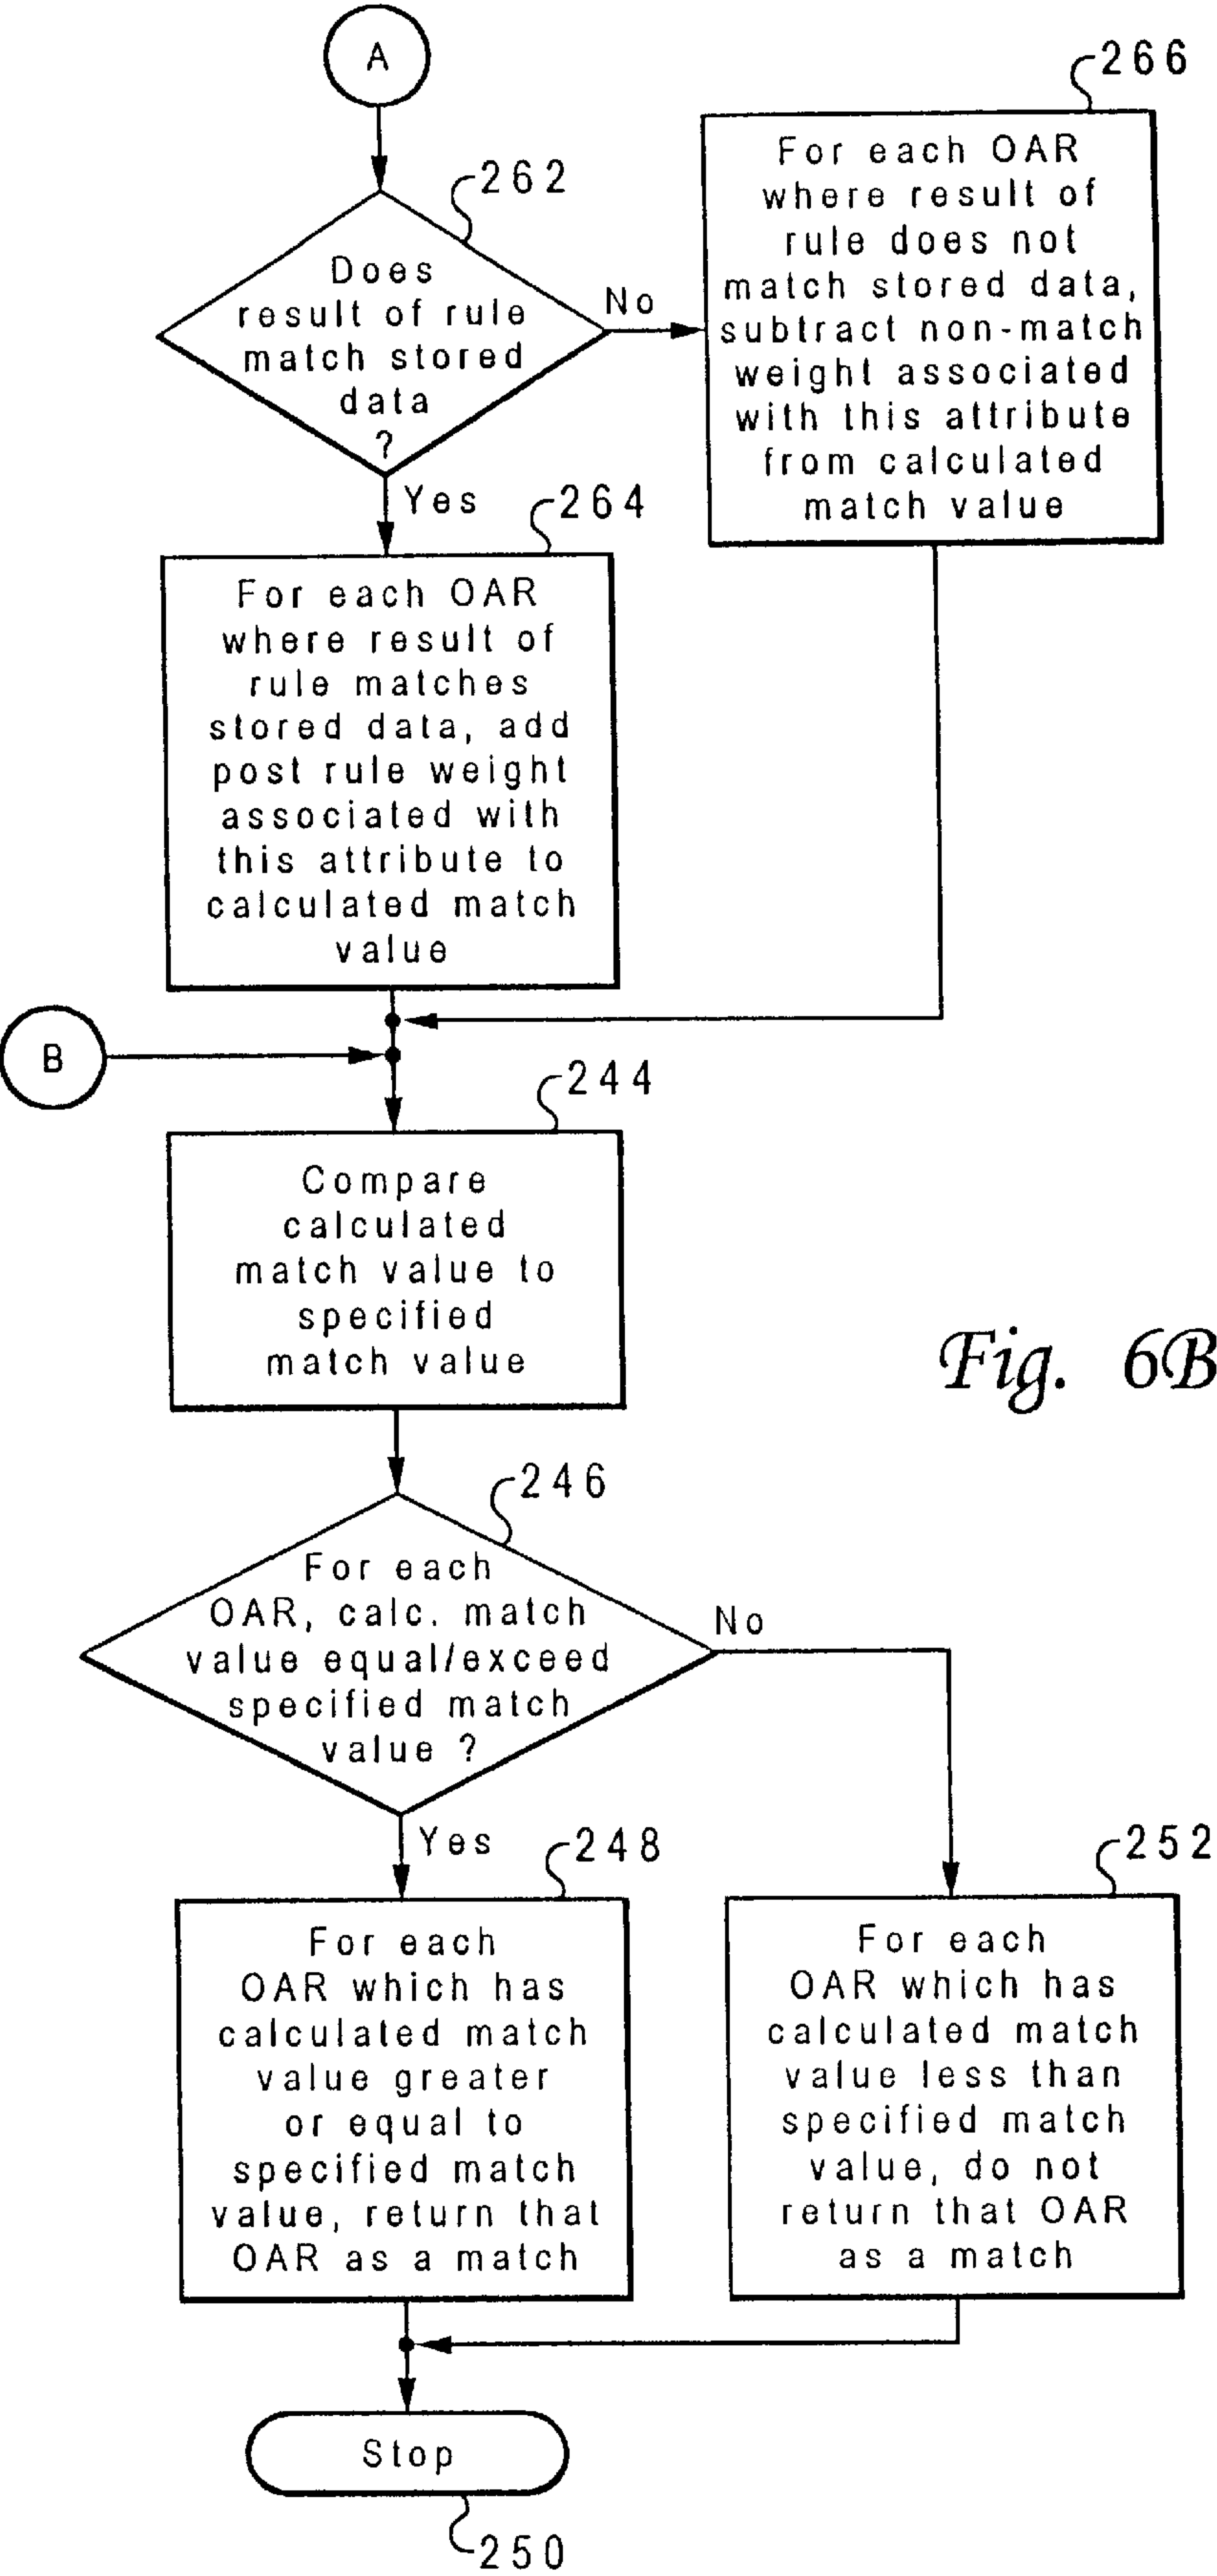 A
266
For each OAR
where result of
rule does not
match stored data,
subtract non-match
weight associated
with this attribute
from calculated
match value
262
Does
result of rule
match stored
data
?
No
Yes
264
For each OAR
where result of
rule matches
stored data, add
post rule weight
associated with
this attribute to
calculated match
value
B
244
Compare
calculated
match value to
specified
match value
Fig. 6B
246
For each
OAR, calc. match
value equal/exceed
specified match
value ?
No
Yes
248
For each
OAR which has
calculated match
value greater
or equal to
specified match
value, return that
OAR as a match
252
For each
OAR which has
calculated match
value less than
specified match
value, do not
return that OAR
as a match
Stop
250